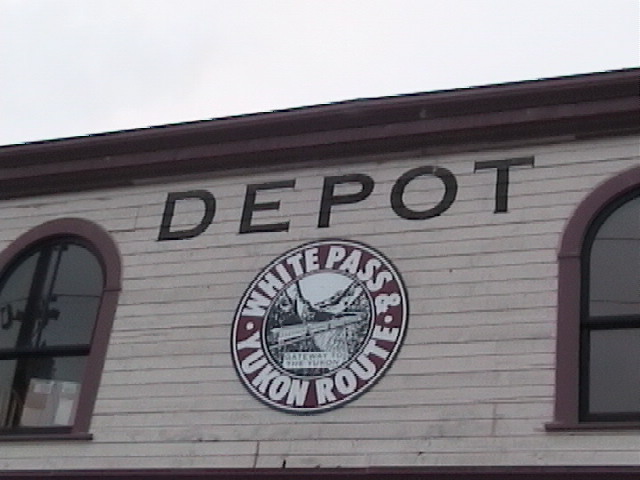 DEPOT
WHITE PASS &
YUKON ROUTE
GATEWAY TO
THE YUKON